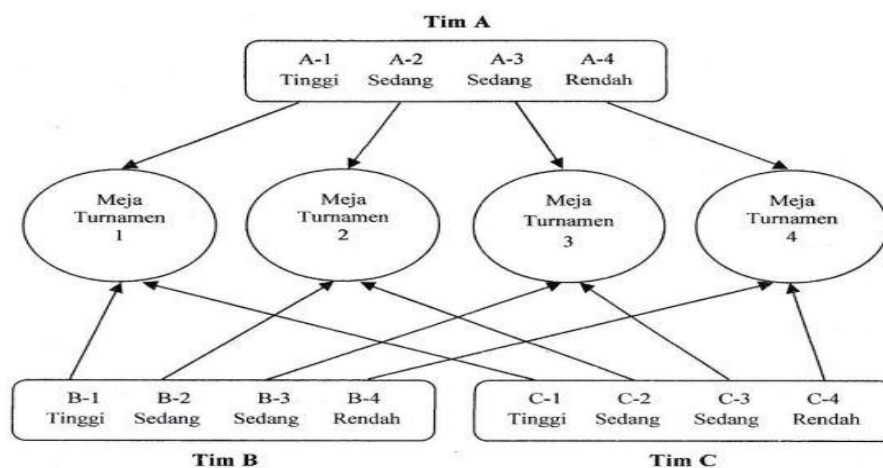 Tim A
A-1 A-2 A-3 A-4
Tinggi Sedang Sedang Rendah
Meja
Turnamen
1
Meja
Turnamen
2
Meja
Turnamen
3
Meja
Turnamen
4
B-1 B-2 B-3 B-4
Tinggi Sedang Sedang Rendah
C-1 C-2 C-3 C-4
Tinggi Sedang Sedang Rendah
Tim B
Tim C